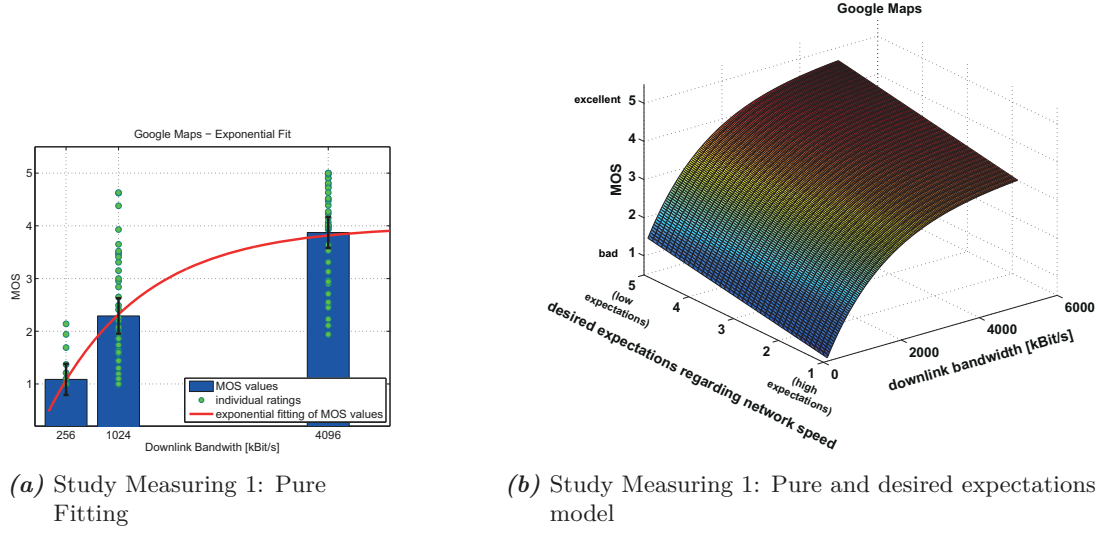 Google Maps − Exponential Fit
5
4
3
2
1
MOS
MOS values
individual ratings
exponential fitting of MOS values
256
1024
4096
Downlink Bandwith [kBit/s]
(a) Study Measuring 1: Pure
Fitting
Google Maps
excellent
5
4
3
2
1
bad
MOS
5
4
3
2
1
(low
expectations)
(high
expectations)
desired expectations regarding network speed
0
2000
4000
6000
downlink bandwidth [kBit/s]
(b) Study Measuring 1: Pure and desired expectations
model